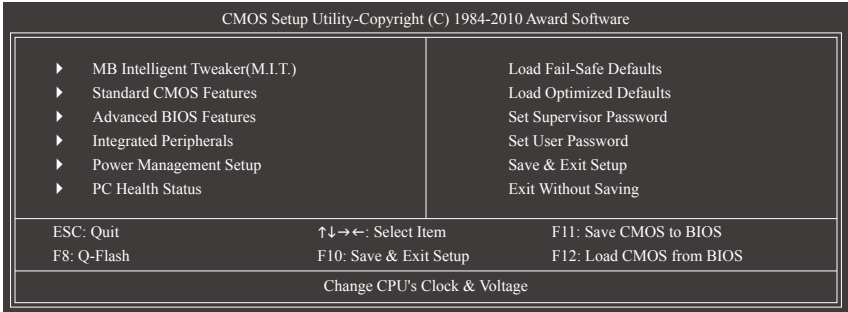 CMOS Setup Utility-Copyright (C) 1984-2010 Award Software
MB Intelligent Tweaker(M.I.T.)
Standard CMOS Features
Advanced BIOS Features
Integrated Peripherals
Power Management Setup
PC Health Status
Load Fail-Safe Defaults
Load Optimized Defaults
Set Supervisor Password
Set User Password
Save & Exit Setup
Exit Without Saving
ESC: Quit ↑↓→←: Select Item F11: Save CMOS to BIOS
F8: Q-Flash F10: Save & Exit Setup F12: Load CMOS from BIOS
Change CPU's Clock & Voltage